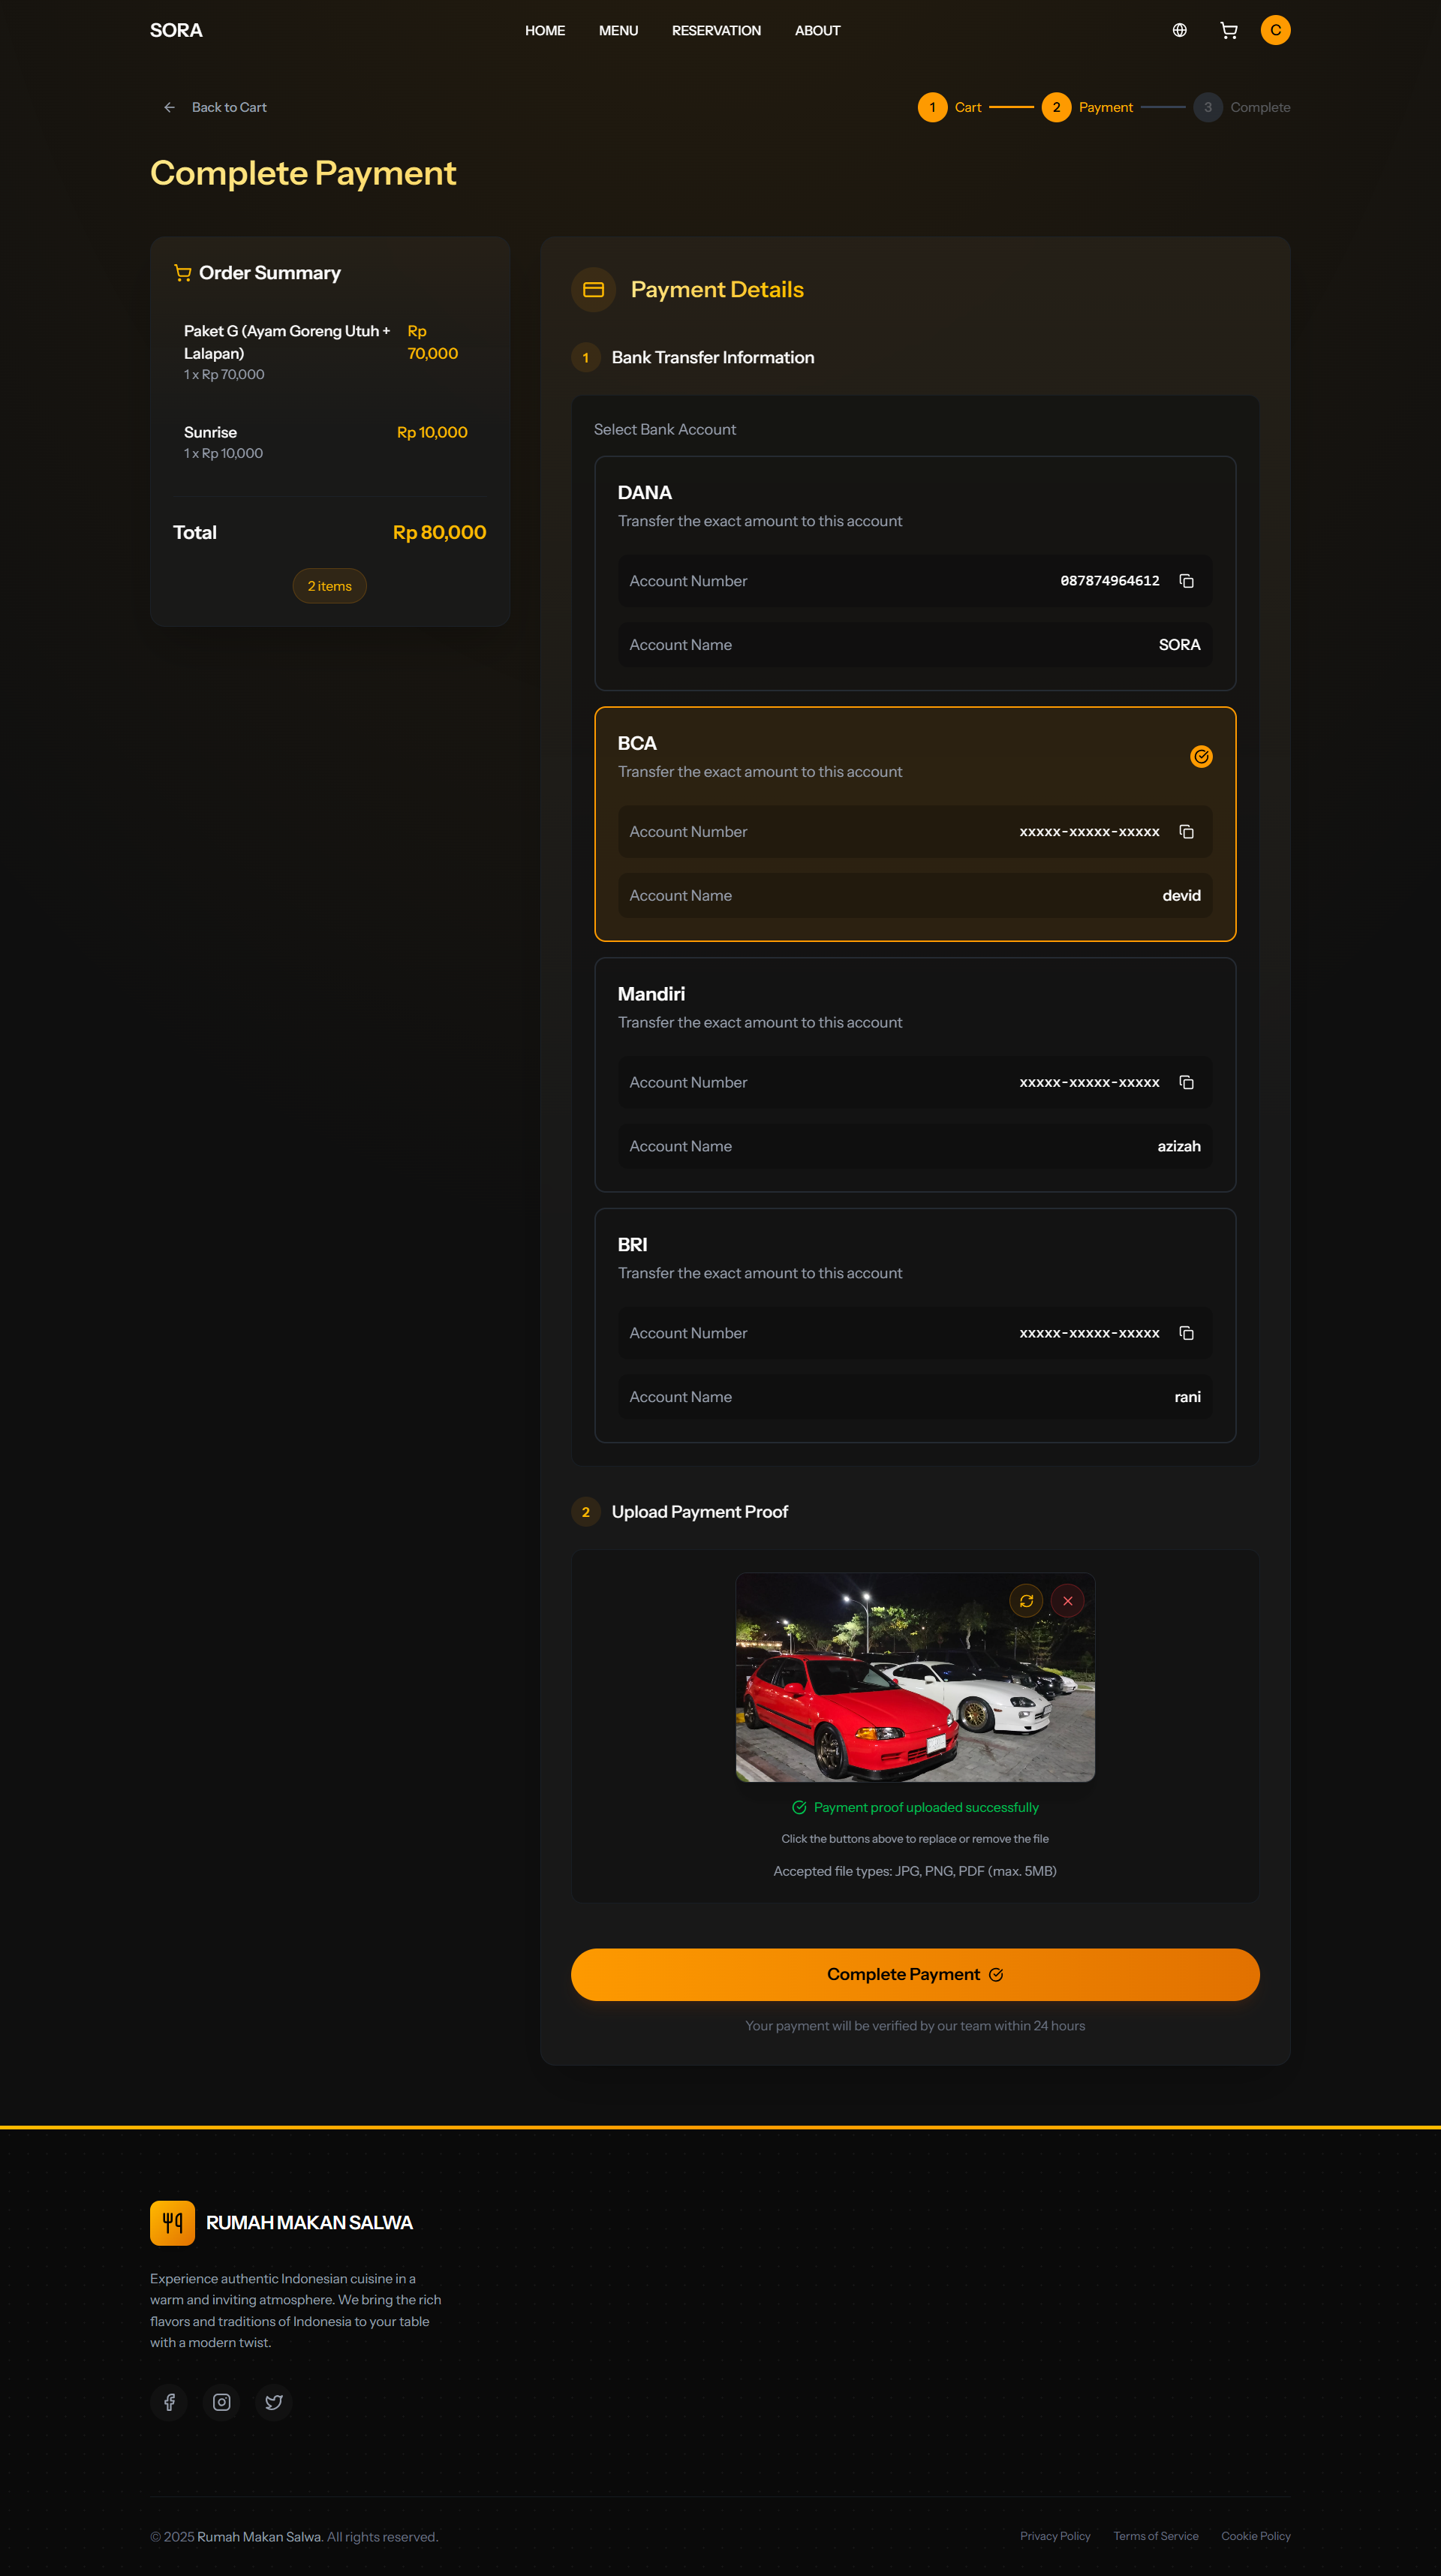 SORA
HOME MENU RESERVATION ABOUT
C
Back to Cart
1 Cart 2 Payment 3 Complete
Complete Payment
Order Summary
Paket G (Ayam Goreng Utuh +
Lalapan)
Rp
70,000
1 x Rp 70,000
Sunrise Rp 10,000
1 x Rp 10,000
Total Rp 80,000
2 items
Payment Details
1 Bank Transfer Information
Select Bank Account
DANA
Transfer the exact amount to this account
Account Number 087874964612
Account Name SORA
BCA
Transfer the exact amount to this account
Account Number xxxxx-xxxxx-xxxxx
Account Name devid
Mandiri
Transfer the exact amount to this account
Account Number xxxxx-xxxxx-xxxxx
Account Name azizah
BRI
Transfer the exact amount to this account
Account Number xxxxx-xxxxx-xxxxx
Account Name rani
2 Upload Payment Proof
Payment proof uploaded successfully
Click the buttons above to replace or remove the file
Accepted file types: JPG, PNG, PDF (max. 5MB)
Complete Payment
Your payment will be verified by our team within 24 hours
RUMAH MAKAN SALWA
Experience authentic Indonesian cuisine in a
warm and inviting atmosphere. We bring the rich
flavors and traditions of Indonesia to your table
with a modern twist.
© 2025 Rumah Makan Salwa. All rights reserved.
Privacy Policy Terms of Service Cookie Policy